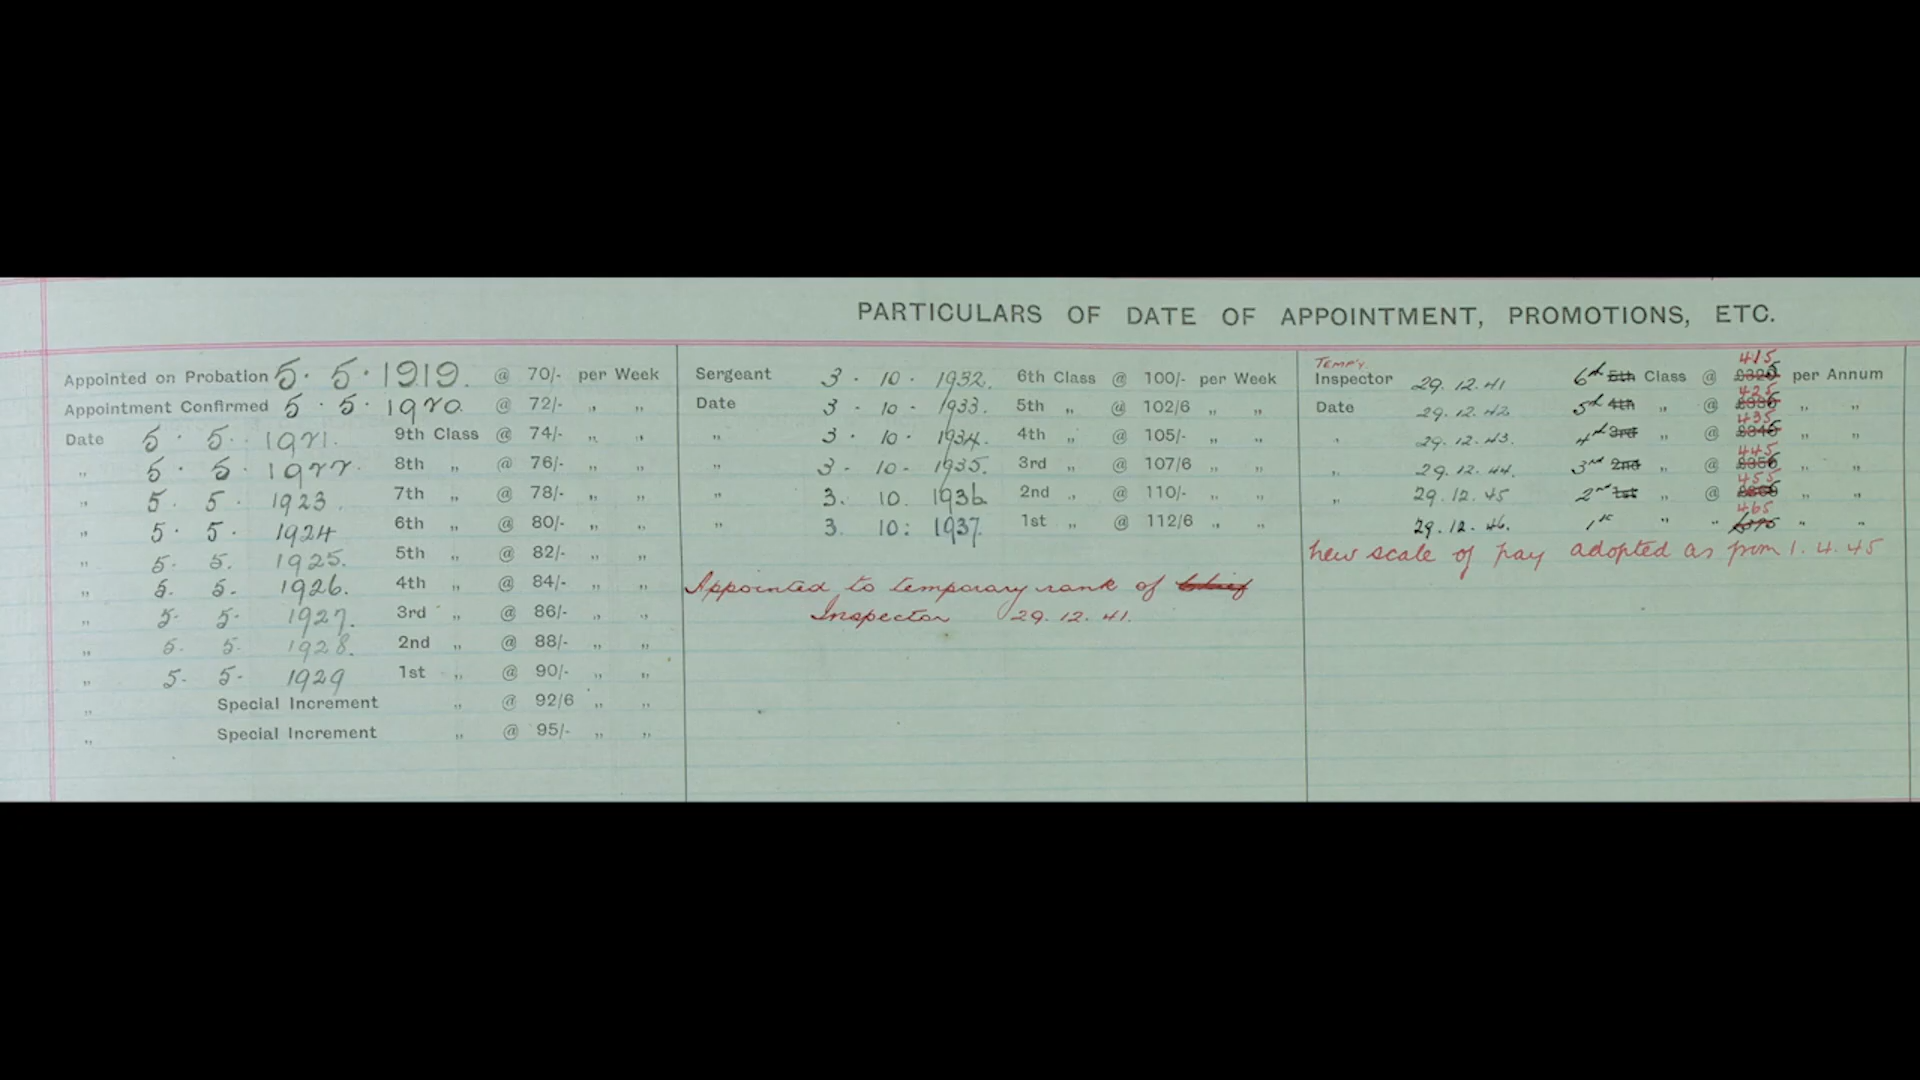 PARTICULARS OF DATE OF APPOINTMENT, PROMOTIONS, ETC.
Appointed on Probation 5. 5. 1919. @ 70/- per Week
Appointment Confirmed 5. 5. 1920. @ 72/- „ „
Date 5. 5. 1921. 9th Class @ 74/- „ „
„ 5. 5. 1922. 8th „ @ 76/- „ „
„ 5. 5. 1923. 7th „ @ 78/- „ „
„ 5. 5. 1924 6th „ @ 80/- „ „
„ 5. 5. 1925. 5th „ @ 82/- „ „
„ 5. 5. 1926. 4th „ @ 84/- „ „
„ 5. 5. 1927. 3rd „ @ 86/- „ „
„ 5. 5. 1928. 2nd „ @ 88/- „ „
„ 5. 5. 1929 1st „ @ 90/- „ „
„ Special Increment „ @ 92/6 „ „
„ Special Increment „ @ 95/- „ „
Sergeant 3. 10. 1932. 6th Class @ 100/- per Week
Date 3. 10. 1933. 5th „ @ 102/6 „ „
„ 3. 10. 1934. 4th „ @ 105/- „ „
„ 3. 10. 1935. 3rd „ @ 107/6 „ „
„ 3. 10. 1936 2nd „ @ 110/- „ „
„ 3. 10: 1937. 1st „ @ 112/6 „ „
Appointed to temporary rank of Chief
Inspector 29. 12. 41.
TEMPY.
415
Inspector 29. 12. 41 6th 5th Class @ per Annum
425
Date 29. 12. 42. 5th 4th „ @ „ „
435
„ 29. 12. 43. 4th 3rd „ @ „ „
445
„ 29. 12. 44. 3rd 2nd „ @ „ „
455
„ 29. 12. 45 2nd 1st „ @ „ „
465
29. 12. 46. 1st „ „ £375 „ „
New scale of pay adopted as from 1. 4. 45